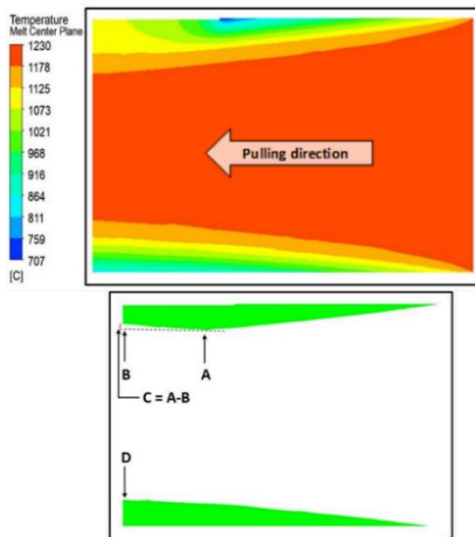 Temperature
Melt Center Plane
1230
1178
1125
1073
1021
968
916
864
811
759
707
[C]
Pulling direction
B
A
C = A-B
D